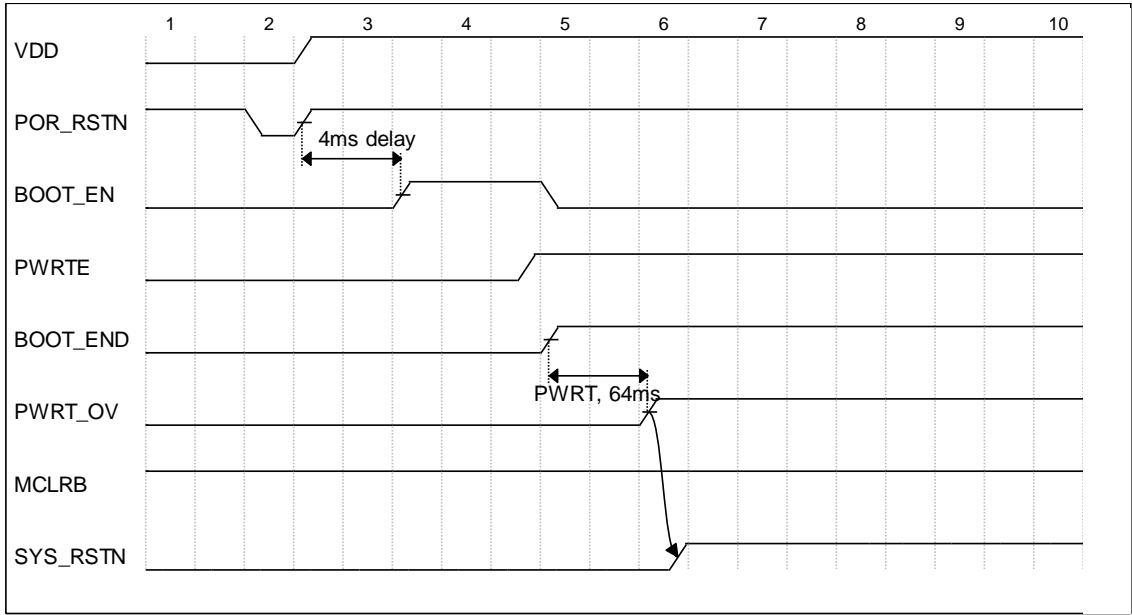 1 2 3 4 5 6 7 8 9 10
VDD
POR_RSTN
4ms delay
BOOT_EN
PWRTE
BOOT_END
PWRT, 64ms
PWRT_OV
MCLRB
SYS_RSTN